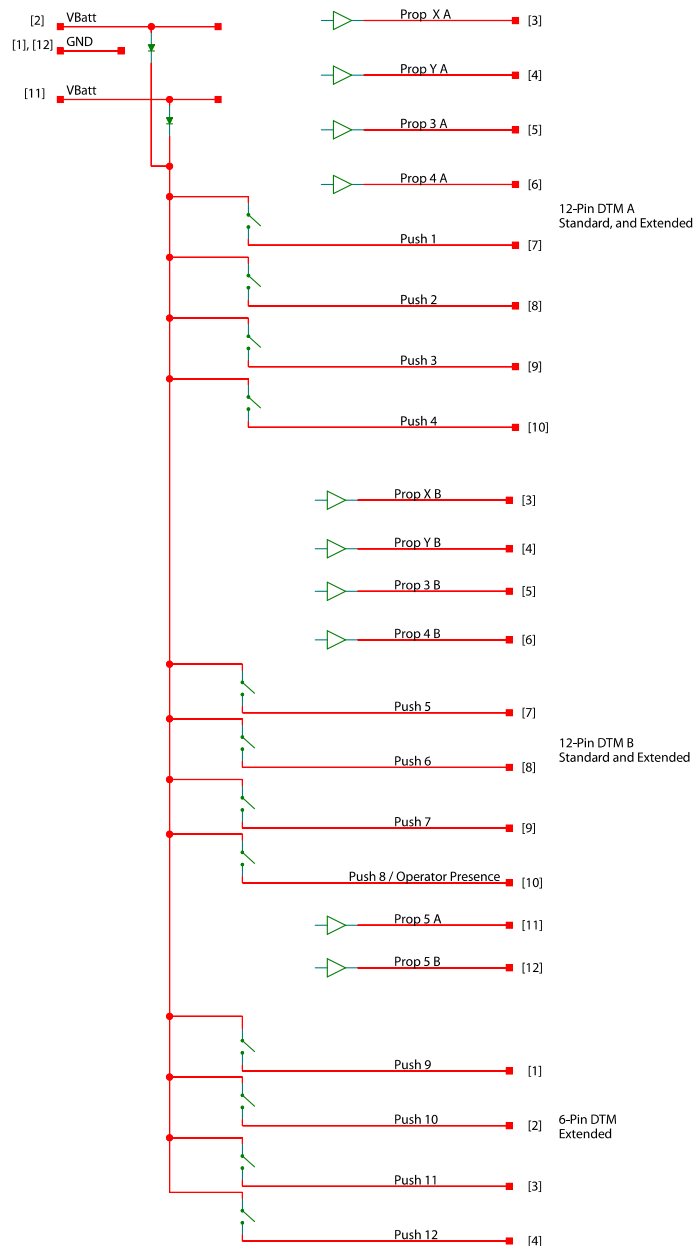 [2] VBatt
[1], [12] GND
[11] VBatt
Prop X A [3]
Prop Y A [4]
Prop 3 A [5]
Prop 4 A [6]
12-Pin DTM A
Standard, and Extended
Push 1 [7]
Push 2 [8]
Push 3 [9]
Push 4 [10]
Prop X B [3]
Prop Y B [4]
Prop 3 B [5]
Prop 4 B [6]
Push 5 [7]
12-Pin DTM B
Standard and Extended
Push 6 [8]
Push 7 [9]
Push 8 / Operator Presence [10]
Prop 5 A [11]
Prop 5 B [12]
Push 9 [1]
Push 10 [2]
6-Pin DTM
Extended
Push 11 [3]
Push 12 [4]